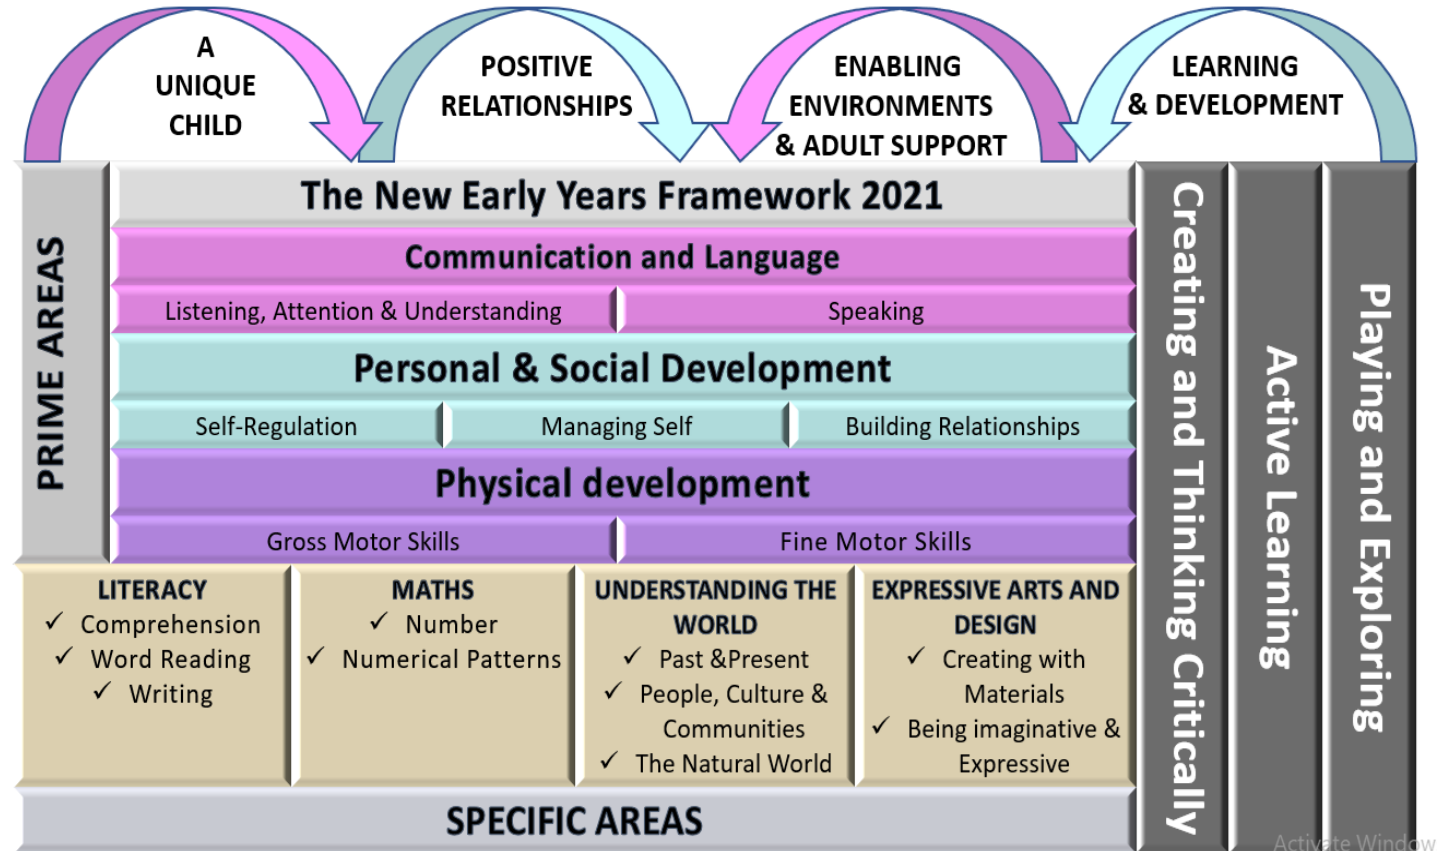 A
UNIQUE
CHILD
POSITIVE
RELATIONSHIPS
ENABLING
ENVIRONMENTS
& ADULT SUPPORT
LEARNING
& DEVELOPMENT
PRIME AREAS
The New Early Years Framework 2021
Communication and Language
Listening, Attention & Understanding
Speaking
Personal & Social Development
Self-Regulation
Managing Self
Building Relationships
Physical development
Gross Motor Skills
Fine Motor Skills
LITERACY
✓ Comprehension
✓ Word Reading
✓ Writing
MATHS
✓ Number
✓ Numerical Patterns
UNDERSTANDING THE
WORLD
✓ Past &Present
✓ People, Culture &
Communities
✓ The Natural World
EXPRESSIVE ARTS AND
DESIGN
✓ Creating with
Materials
✓ Being imaginative &
Expressive
SPECIFIC AREAS
Creating and Thinking Critically
Active Learning
Playing and Exploring
Activate Window